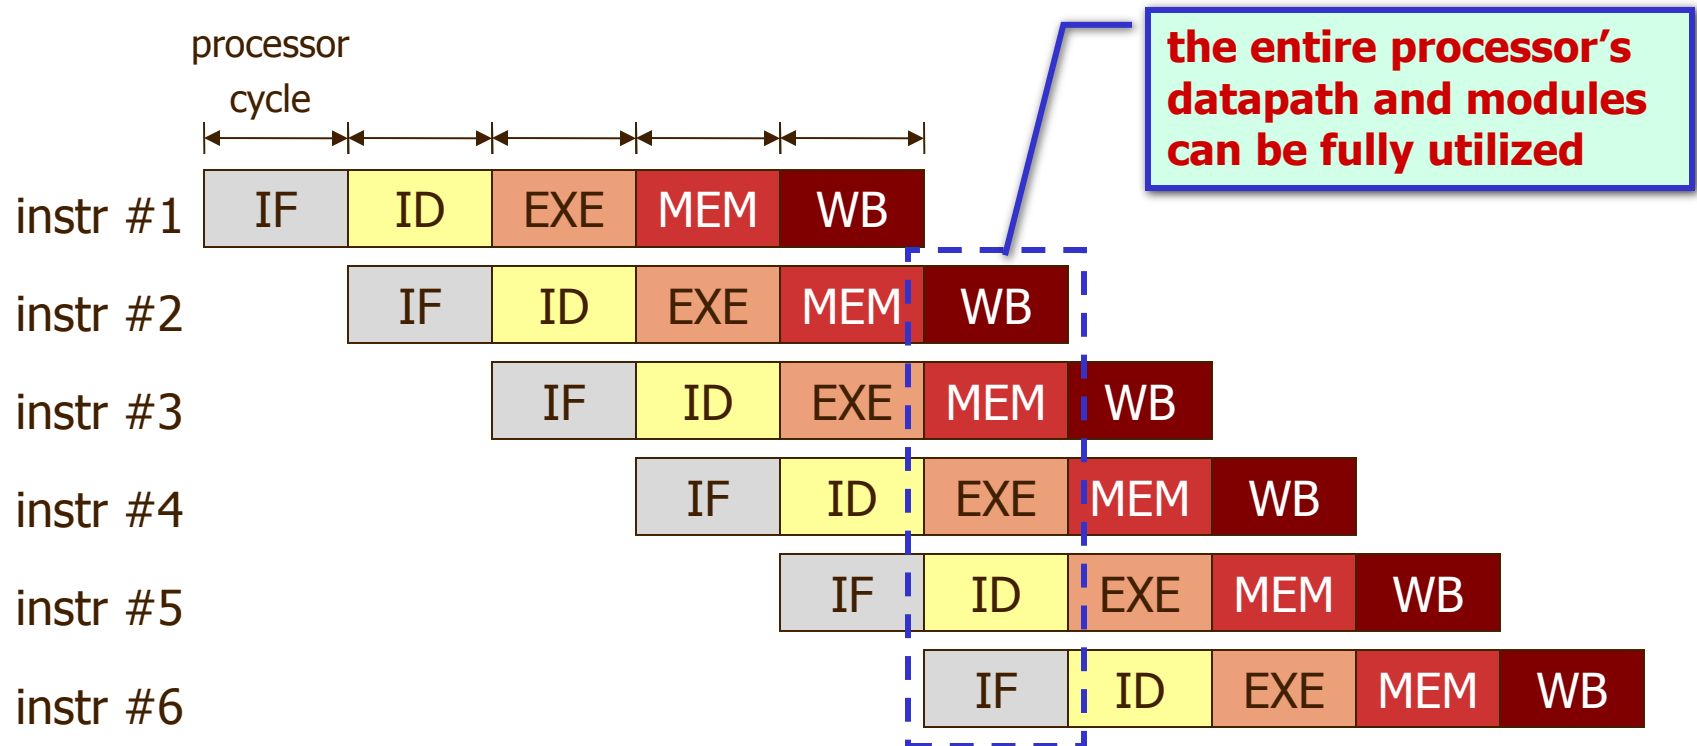 processor
cycle
the entire processor’s
datapath and modules
can be fully utilized
instr #1 IF ID EXE MEM WB
instr #2 IF ID EXE MEM WB
instr #3 IF ID EXE MEM WB
instr #4 IF ID EXE MEM WB
instr #5 IF ID EXE MEM WB
instr #6 IF ID EXE MEM WB